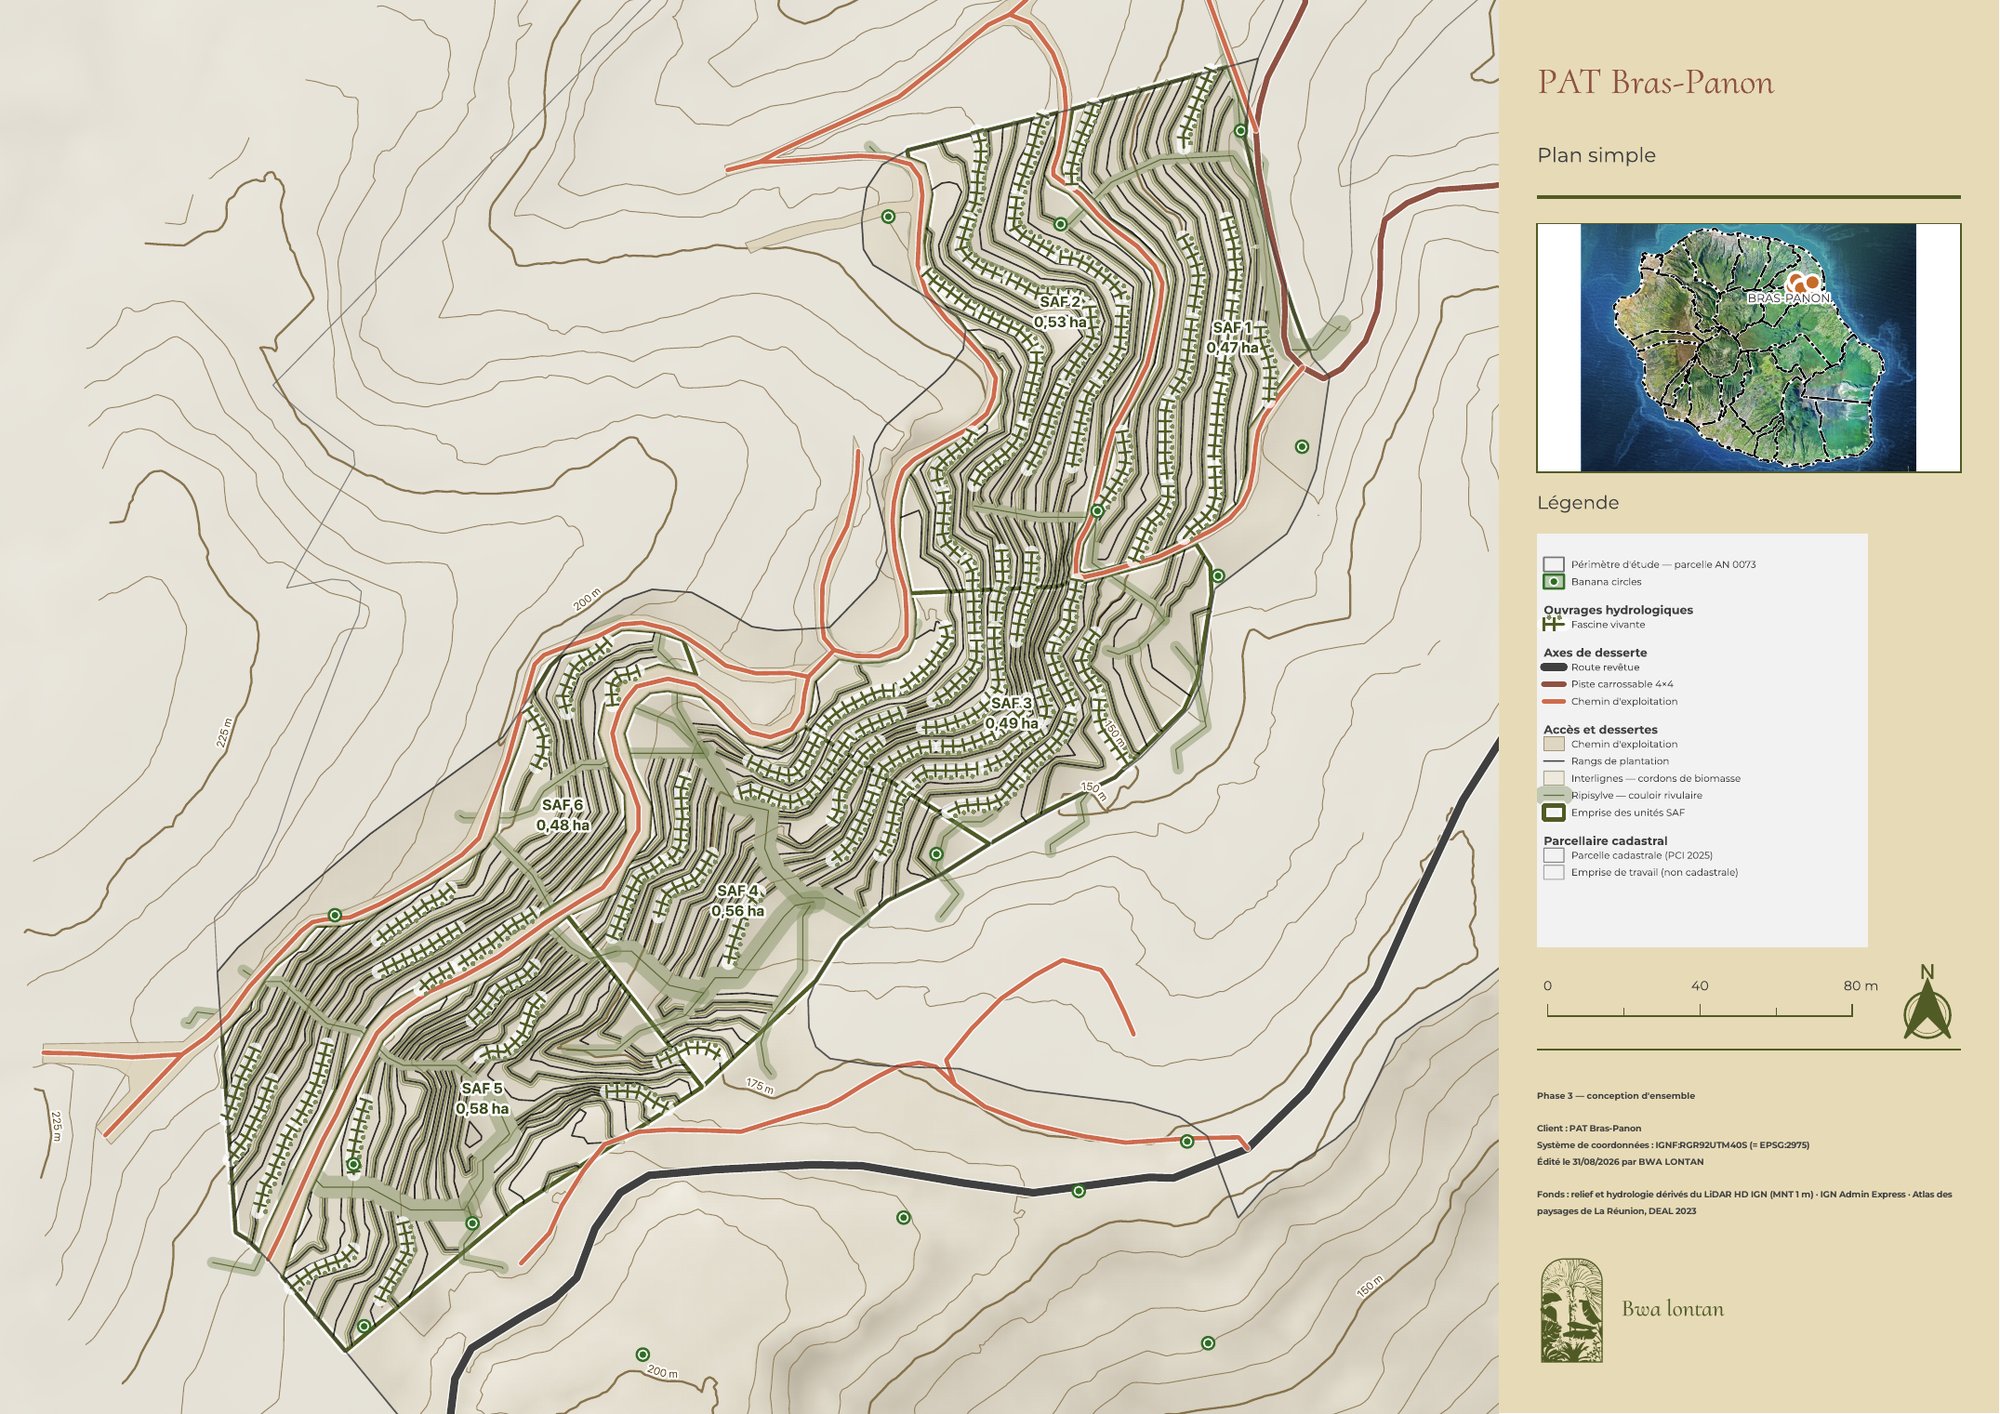 PAT Bras-Panon
Plan simple
BRAS-PANON
Légende
Périmètre d'étude — parcelle AN 0073
Banana circles
Ouvrages hydrologiques
Fascine vivante
Axes de desserte
Route revêtue
Piste carrossable 4×4
Chemin d'exploitation
Accès et dessertes
Chemin d'exploitation
Rangs de plantation
Interlignes — cordons de biomasse
Ripisylve — couloir rivulaire
Emprise des unités SAF
Parcellaire cadastral
Parcelle cadastrale (PCI 2025)
Emprise de travail (non cadastrale)
0 40 80 m
N
Phase 3 — conception d'ensemble
Client : PAT Bras-Panon
Système de coordonnées : IGNF:RGR92UTM40S (= EPSG:2975)
Édité le 31/08/2026 par BWA LONTAN
Fonds : relief et hydrologie dérivés du LiDAR HD IGN (MNT 1 m) · IGN Admin Express · Atlas des
paysages de La Réunion, DEAL 2023
Bwa lontan
SAF 2
0,53 ha
SAF 1
0,47 ha
200 m
SAF 3
0,49 ha
150 m
225 m
150 m
SAF 6
0,48 ha
SAF 4
0,56 ha
SAF 5
0,58 ha
175 m
225 m
150 m
200 m